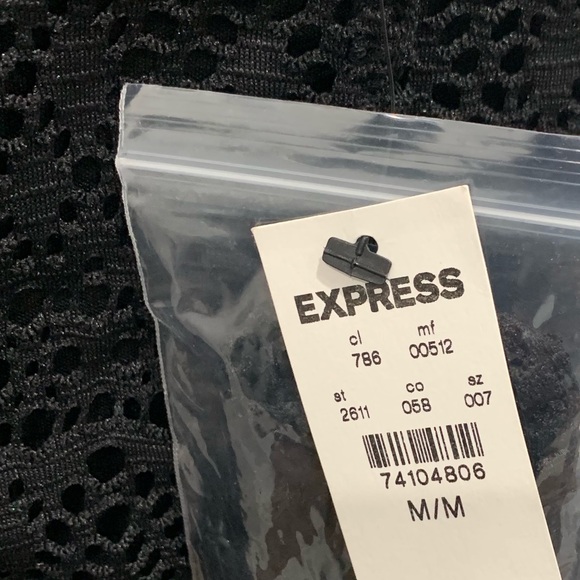 EXPRESS
cl mf
786 00512
st co sz
2611 058 007
74104806
M/M